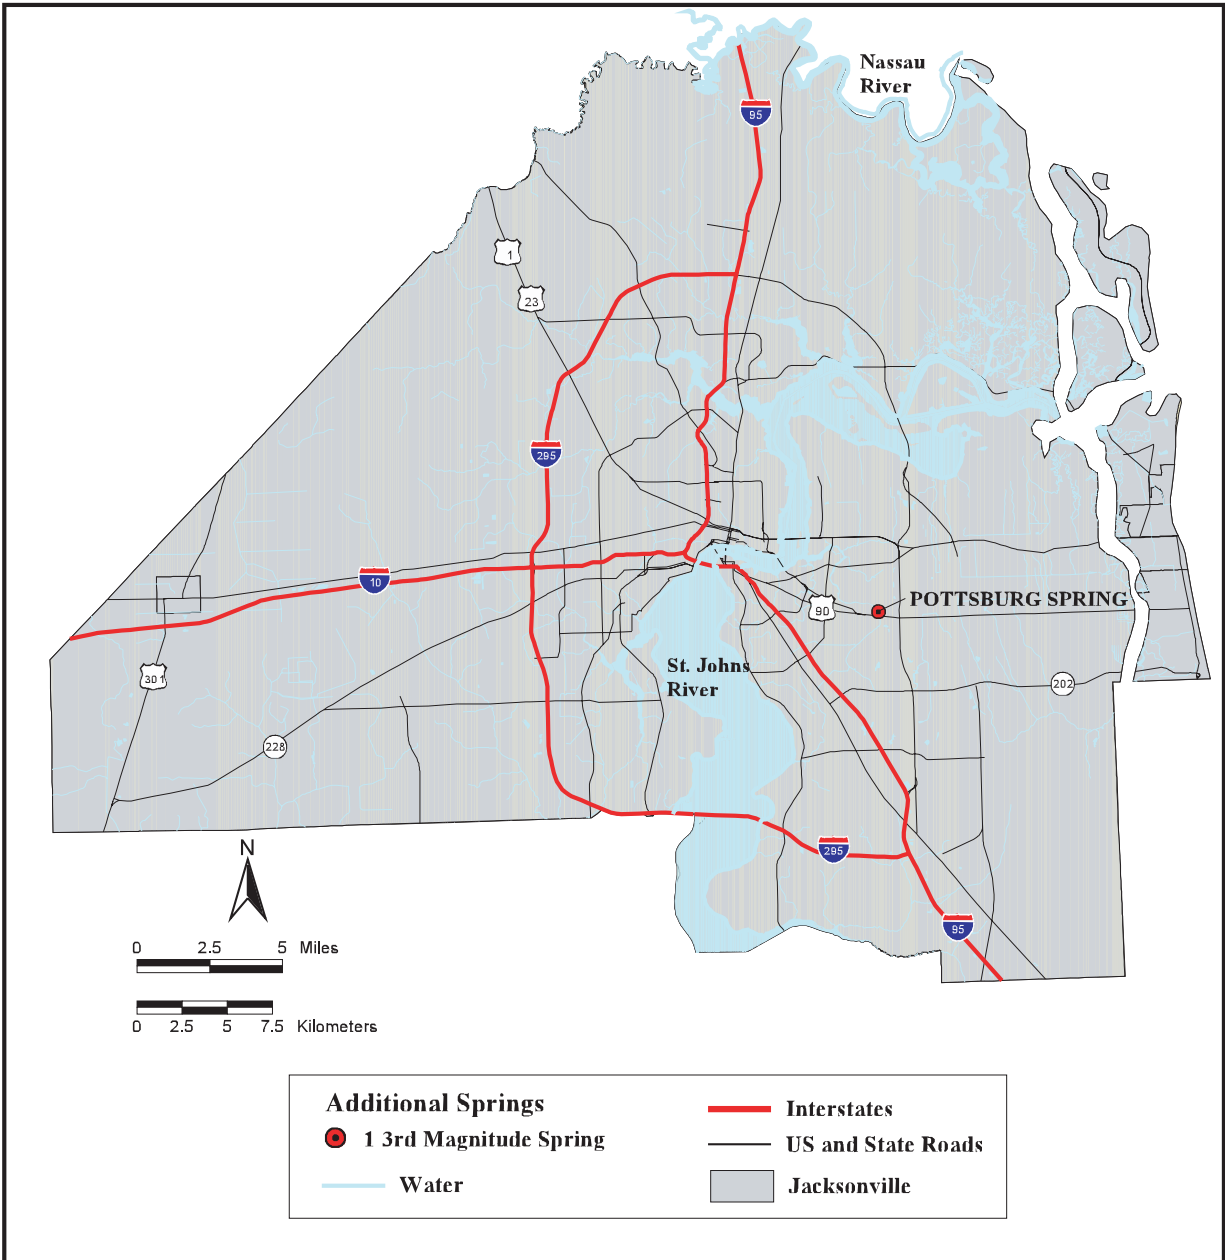 Nassau
River
95
1
23
295
10
POTTSBURG SPRING
90
301
St. Johns
River
202
228
295
95
N
0 2.5 5 Miles
0 2.5 5 7.5 Kilometers
Additional Springs
1 3rd Magnitude Spring
Water
Interstates
US and State Roads
Jacksonville